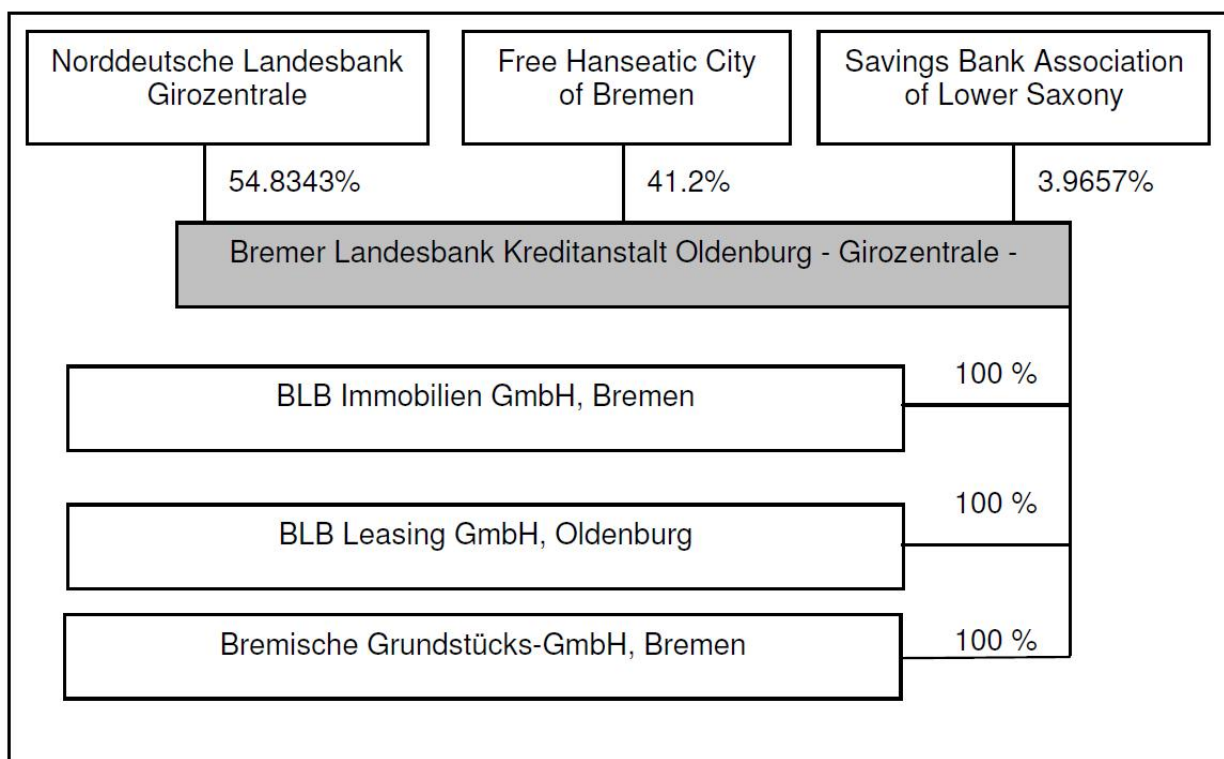 Norddeutsche Landesbank
Girozentrale
Free Hanseatic City
of Bremen
Savings Bank Association
of Lower Saxony
54.8343%
41.2%
3.9657%
Bremer Landesbank Kreditanstalt Oldenburg - Girozentrale -
100 %
BLB Immobilien GmbH, Bremen
100 %
BLB Leasing GmbH, Oldenburg
100 %
Bremische Grundstücks-GmbH, Bremen